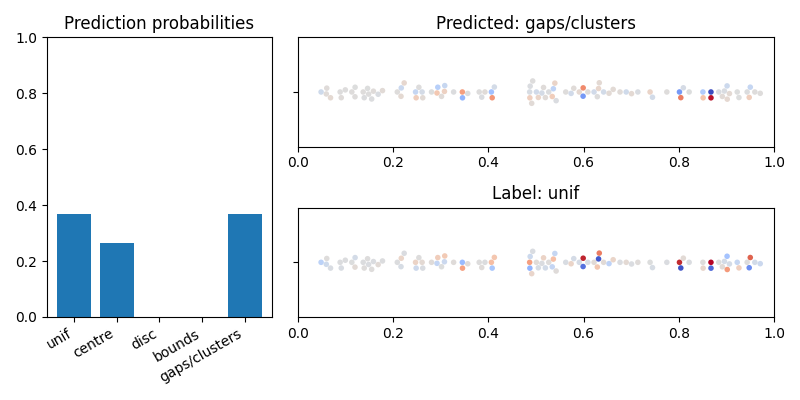 Prediction probabilities
1.0
0.8
0.6
0.4
0.2
0.0
unif
centre
disc
bounds
gaps/clusters
Predicted: gaps/clusters
0.0 0.2 0.4 0.6 0.8 1.0
Label: unif
0.0 0.2 0.4 0.6 0.8 1.0